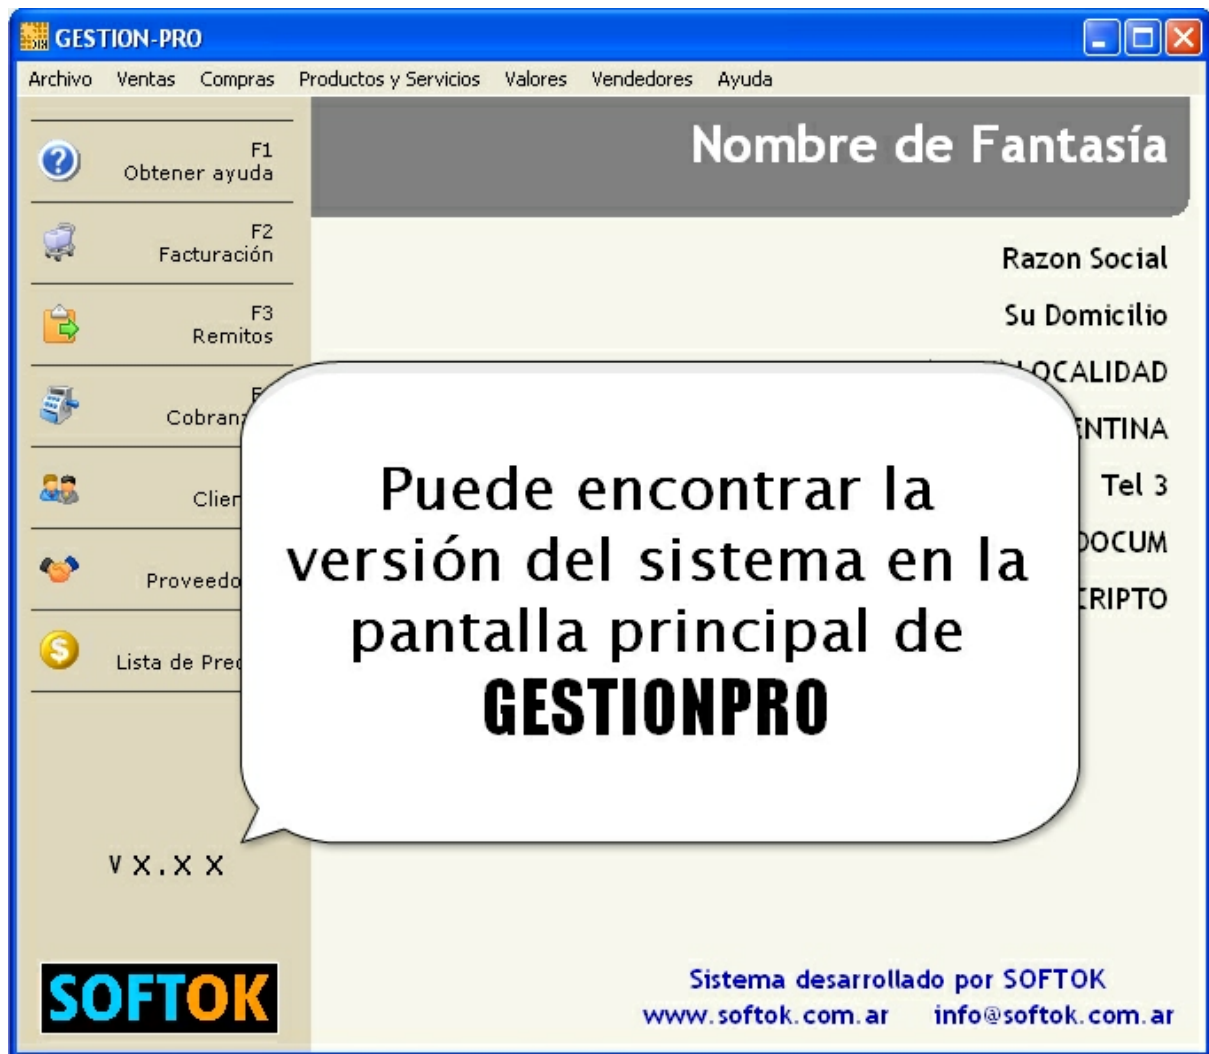 GESTION-PRO
Archivo Ventas Compras Productos y Servicios Valores Vendedores Ayuda
F1
Obtener ayuda
F2
Facturación
F3
Remitos
Nombre de Fantasía
Razon Social
Su Domicilio
Tel 3
Lista de
Puede encontrar la
versión del sistema en la
pantalla principal de
GESTIONPRO
V X.X X
SOFTOK
Sistema desarrollado por SOFTOK
www.softok.com.ar info@softok.com.ar